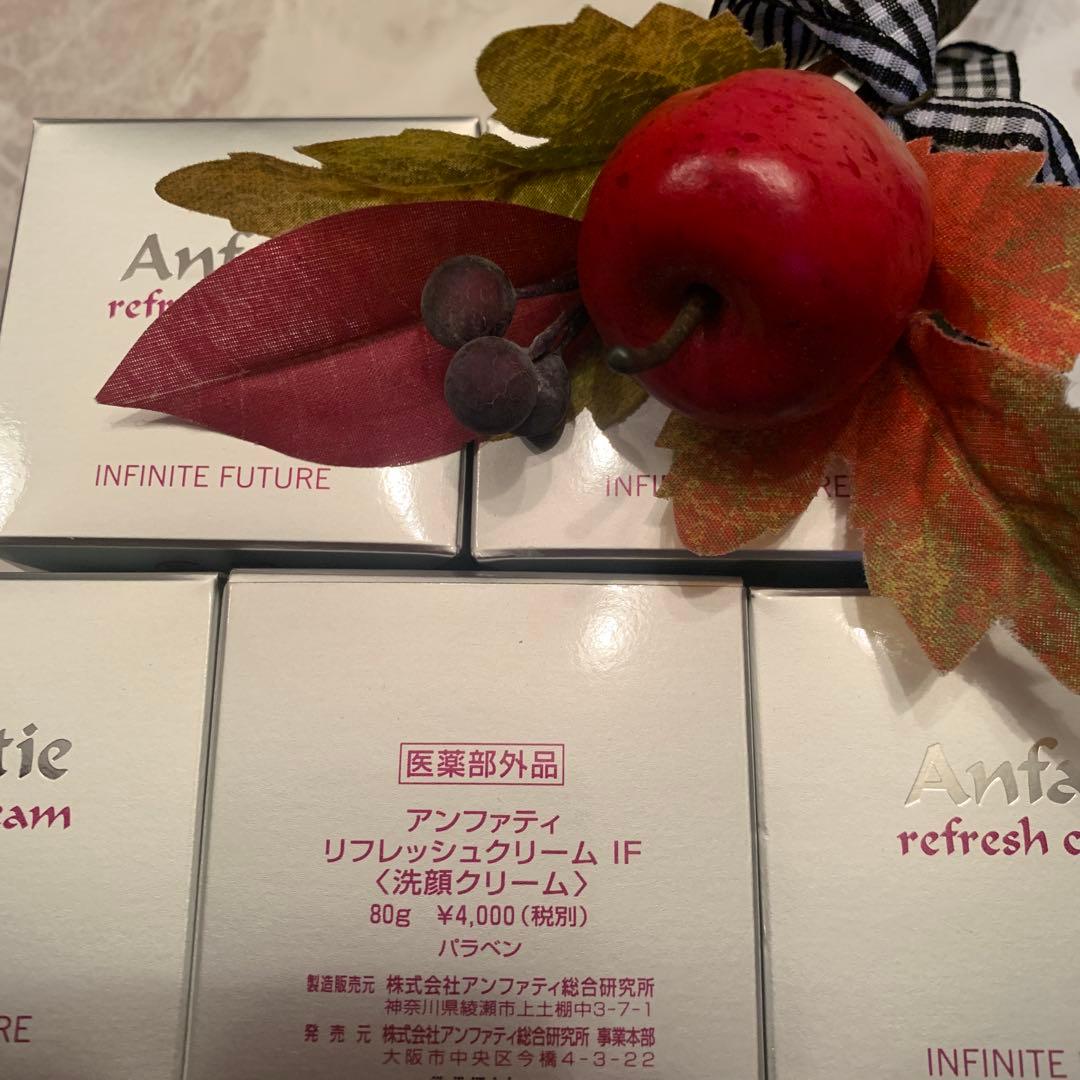 Anf
refr
INFINITE FUTURE
INFI
RE
tie
eam
RE
医薬部外品
アンファティ
リフレッシュクリーム IF
〈洗顔クリーム〉
80g ¥4,000(税別)
パラベン
製造販売元 株式会社アンファティ総合研究所
神奈川県綾瀬市上土棚中3-7-1
発売元 株式会社アンファティ総合研究所 事業本部
大阪市中央区今橋4-3-22
Anfa
refresh c
INFINITE